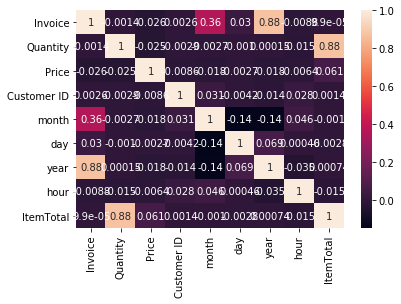 Invoice 1 -0.0014 -0.026 0.0026 0.36 0.03 0.88 -0.0088 9.9e-05
Quantity -0.0014 1 -0.025 -0.0029 -0.0027 -0.001 0.00015 -0.015 0.88
Price -0.026 -0.025 1 -0.0086 -0.018 -0.0027 -0.018 -0.0064 0.061
Customer ID 0.0026 -0.0029 -0.0086 1 0.031 -0.0042 -0.014 0.028 0.0014
month 0.36 -0.0027 -0.018 0.031 1 -0.14 -0.14 0.046 -0.001
day 0.03 -0.001 -0.0027 -0.0042 -0.14 1 0.069 0.00046 -0.0028
year 0.88 0.00015 -0.018 -0.014 -0.14 0.069 1 -0.035
hour -0.0088 -0.015 -0.0064 0.028 0.046 0.00046 -0.035 1 -0.015
ItemTotal 0.88 0.061 0.0014 -0.001 -0.0028 0.00074 -0.015 1
Invoice
Quantity
Price
Customer ID
month
day
year
hour
ItemTotal
1.0
0.8
0.6
0.4
0.2
0.0